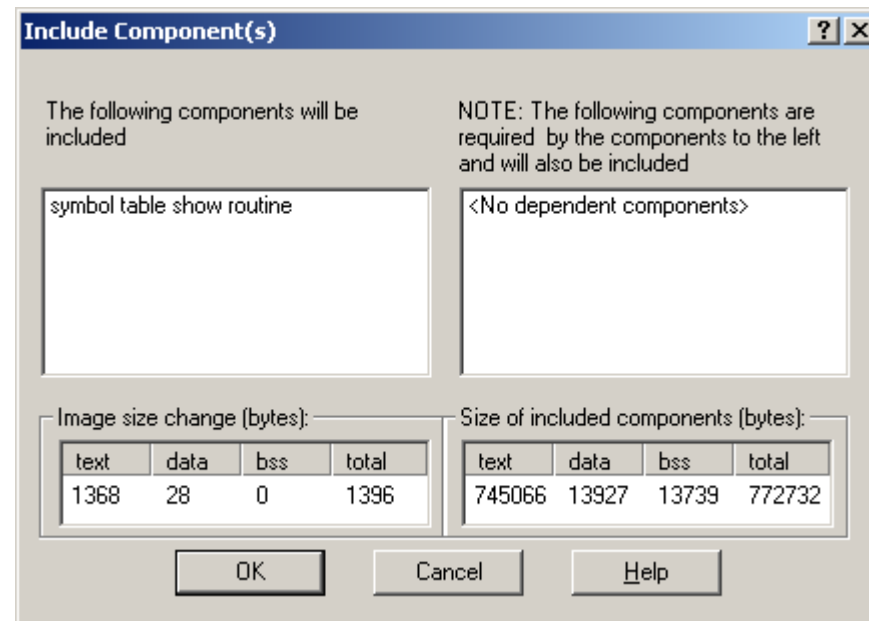 Include Component(s)
The following components will be
included
NOTE: The following components are
required by the components to the left
and will also be included
symbol table show routine
<No dependent components>
Image size change (bytes):
text data bss total
1368 28 0 1396
Size of included components (bytes):
text data bss total
745066 13927 13739 772732
OK Cancel Help